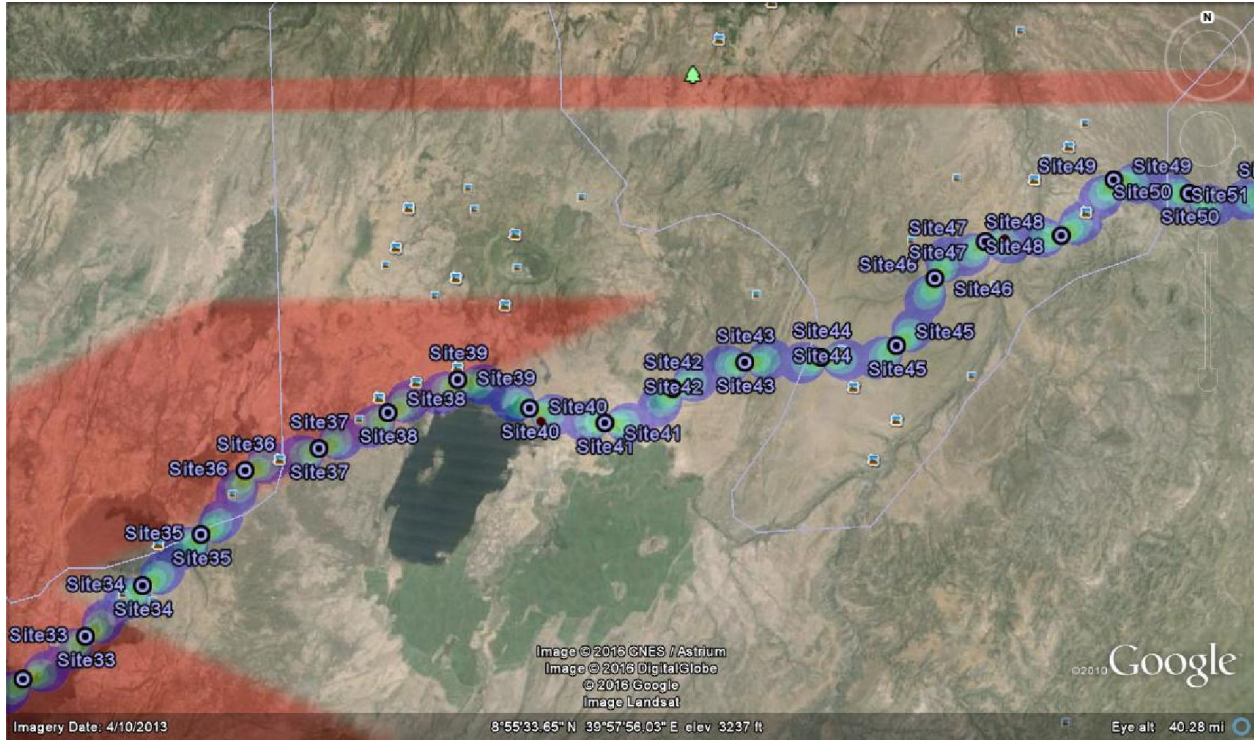 N
Site49
Site49
Site50
Site51
Site50
Site47
Site48
Site47
Site48
Site46
Site46
Site45
Site45
Site44
Site44
Site43
Site43
Site42
Site42
Site39
Site39
Site40
Site40
Site41
Site41
Site38
Site38
Site37
Site37
Site36
Site36
Site35
Site35
Site34
Site34
Site33
Site33
Image © 2016 CNES / Astrium
Image © 2016 DigitalGlobe
© 2016 Google
Image Landsat
©2010 Google
Imagery Date: 4/10/2013 8°55'33.65" N 39°57'56.03" E elev 3237 ft Eye alt 40.28 mi